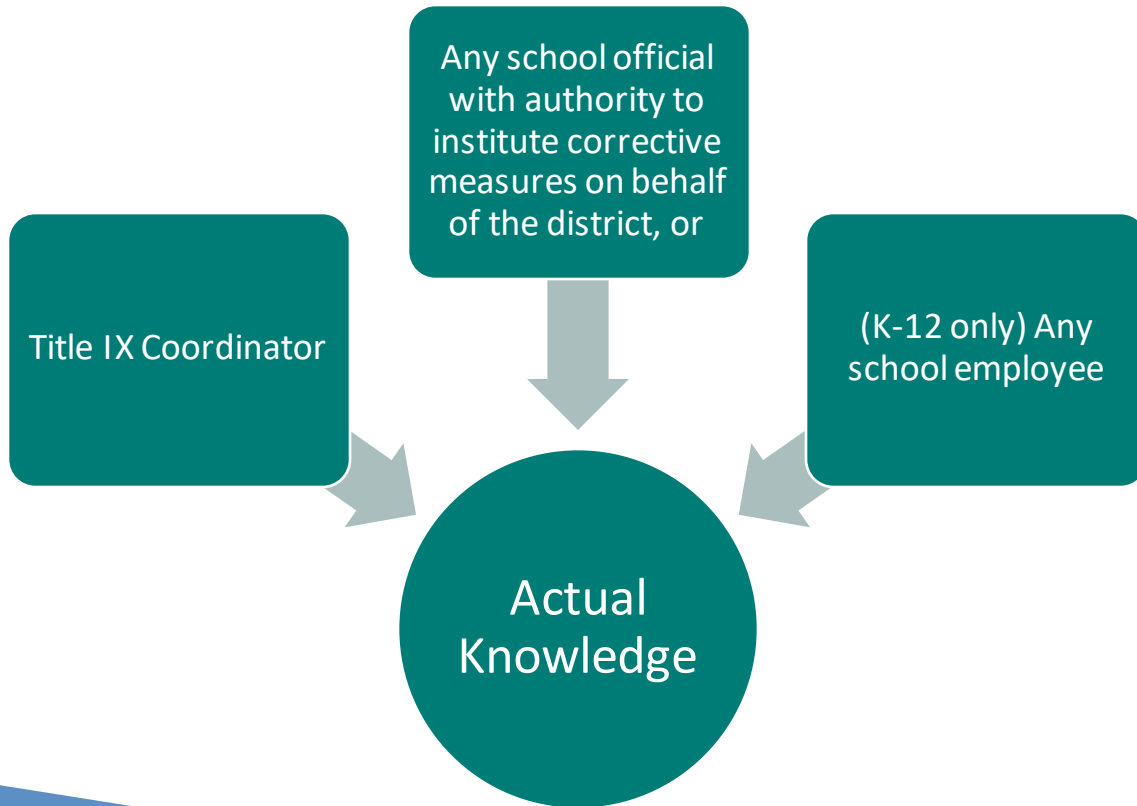 Title IX Coordinator
Any school official
with authority to
institute corrective
measures on behalf
of the district, or
(K-12 only) Any
school employee
Actual
Knowledge